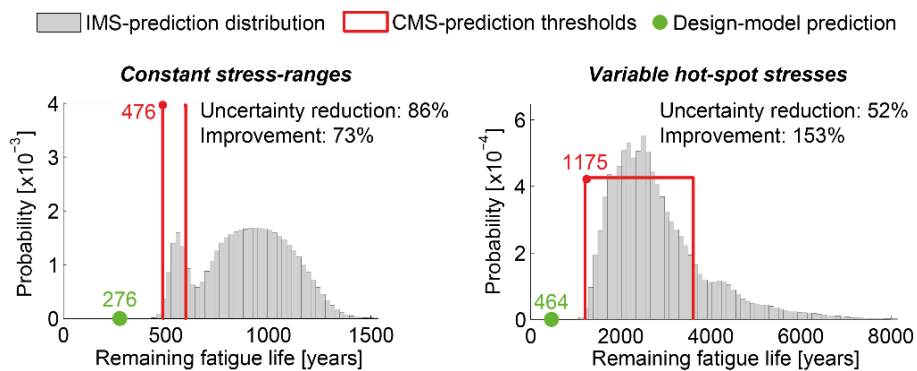 IMS-prediction distribution CMS-prediction thresholds Design-model prediction
Constant stress-ranges
Uncertainty reduction: 86%
Improvement: 73%
476
276
Probability [x10⁻³]
4
3
2
1
0
0 500 1000 1500
Remaining fatigue life [years]
Variable hot-spot stresses
Uncertainty reduction: 52%
Improvement: 153%
1175
464
Probability [x10⁻⁴]
6
4
2
0
0 2000 4000 6000 8000
Remaining fatigue life [years]